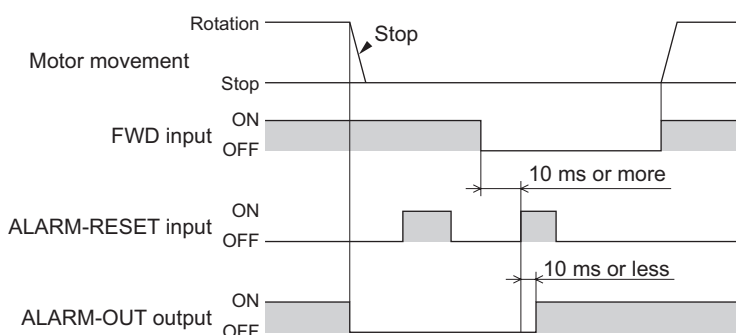 Rotation
Stop
Motor movement
Stop
ON
FWD input
OFF
10 ms or more
ON
ALARM-RESET input
OFF
10 ms or less
ON
ALARM-OUT output
OFF